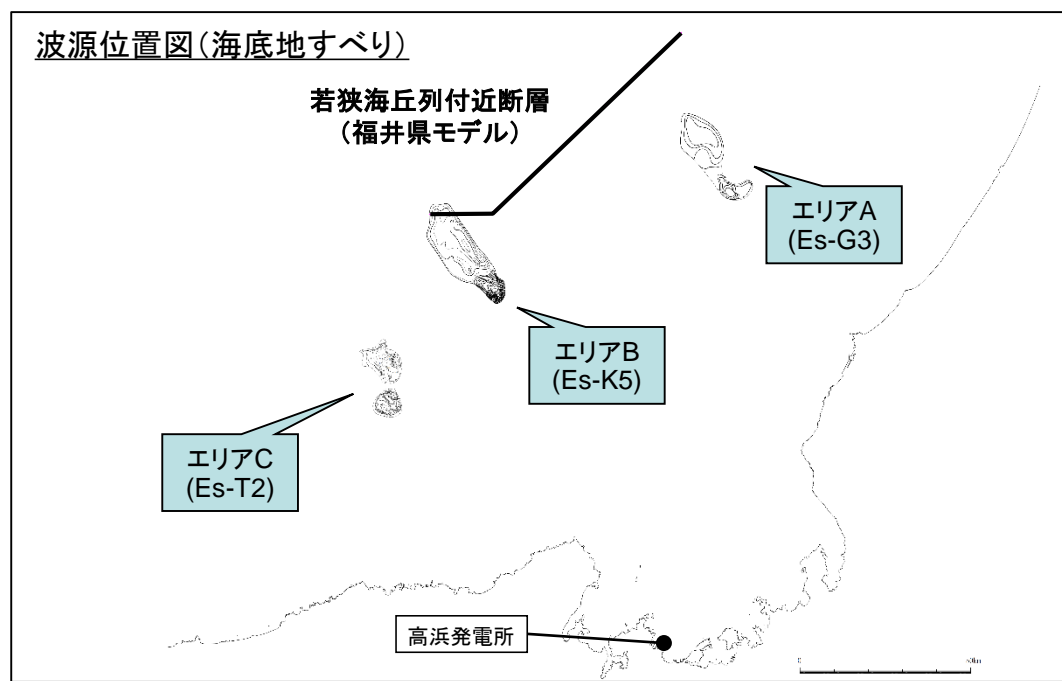 波源位置図(海底地すべり)
若狭海丘列付近断層
(福井県モデル)
エリアA
(Es-G3)
エリアB
(Es-K5)
エリアC
(Es-T2)
高浜発電所
0